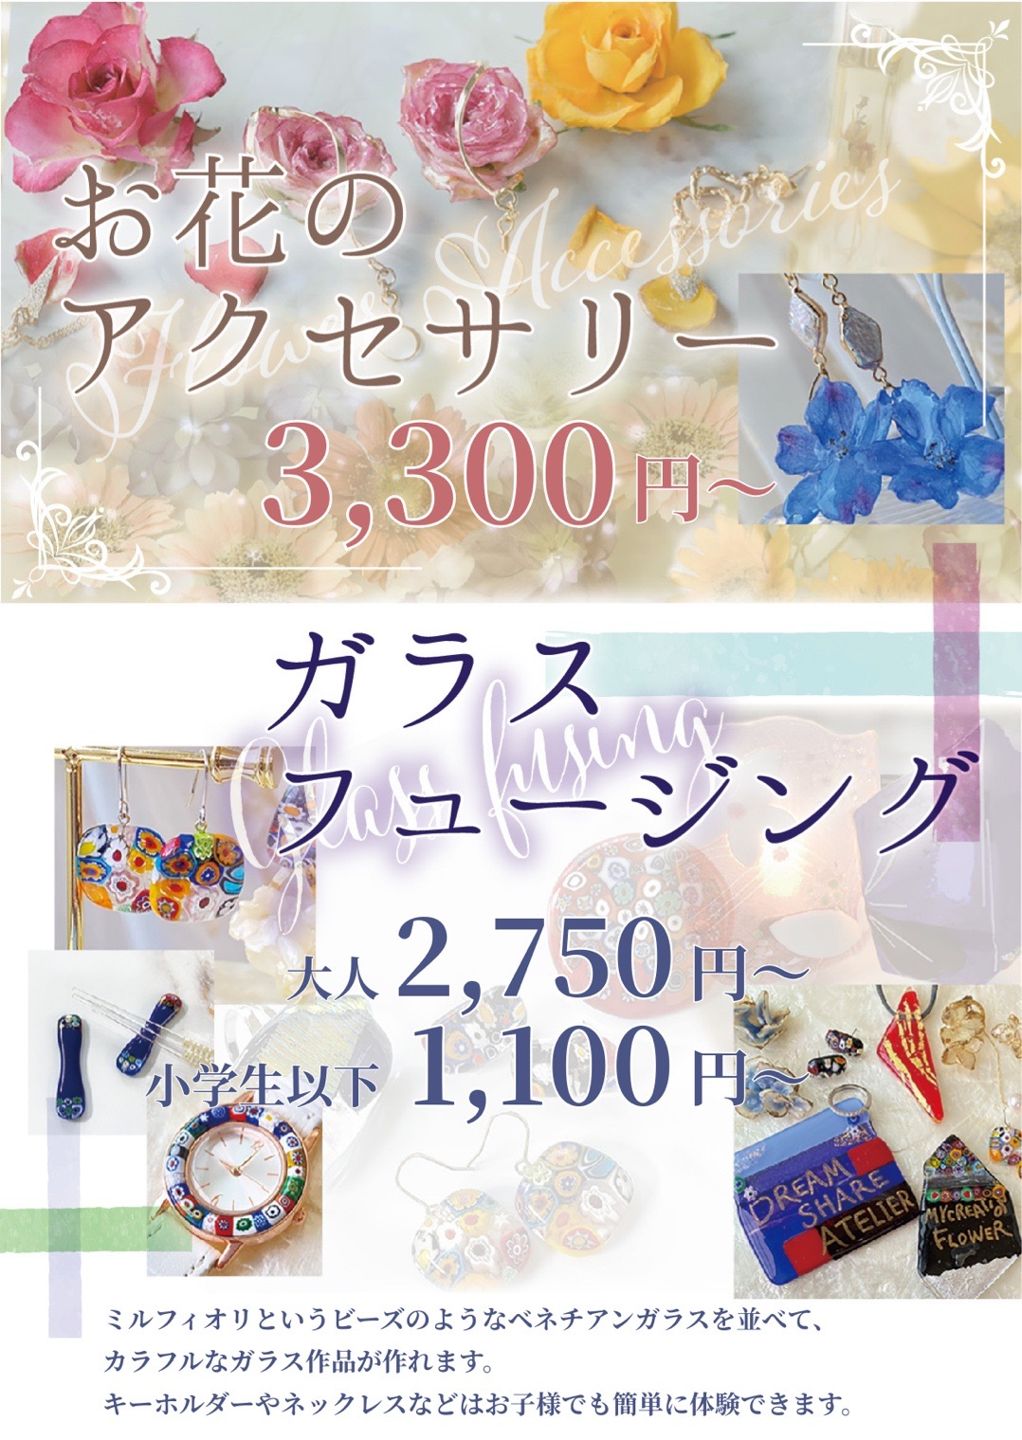 お花の
アクセサリー
Flower Accessories
3,300円～
ガラス
フュージング
Glass fusing
大人 2,750円～
小学生以下 1,100円～
DREAM
SHARE
ATELIER
MYCREATION
FLOWER
ミルフィオリというビーズのようなベネチアンガラスを並べて、
カラフルなガラス作品が作れます。
キーホルダーやネックレスなどはお子様でも簡単に体験できます。